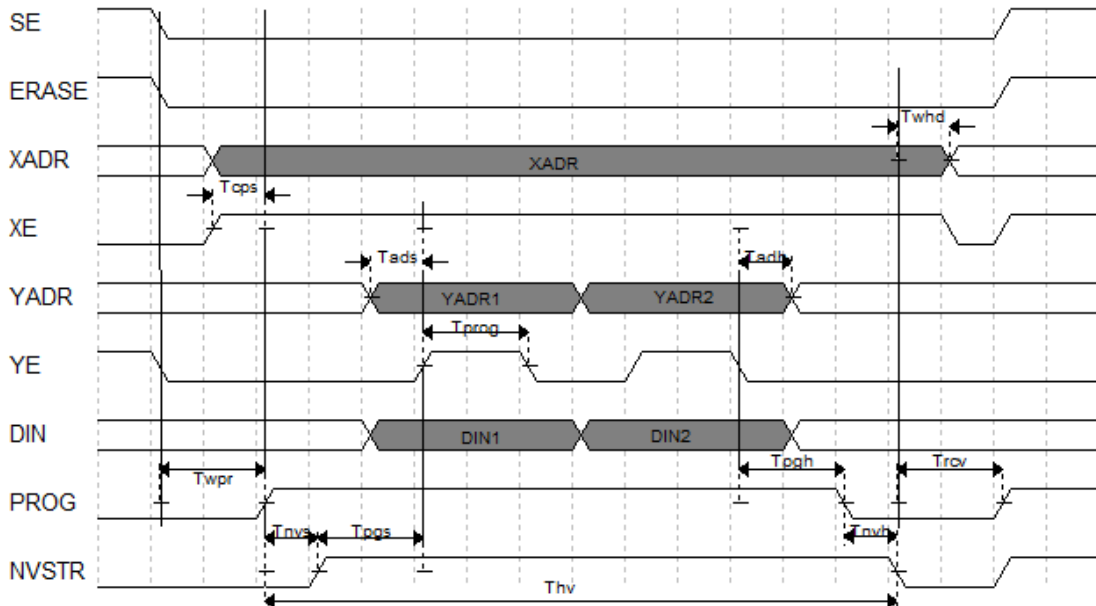 SE
ERASE
Twhd
XADR
XADR
Tcps
XE
Tads
Tadh
YADR
YADR1
YADR2
Tprog
YE
DIN
DIN1
DIN2
Twpr
Tpgh
Trcv
PROG
Tnvs
Tpgs
Tnvh
NVSTR
Thv